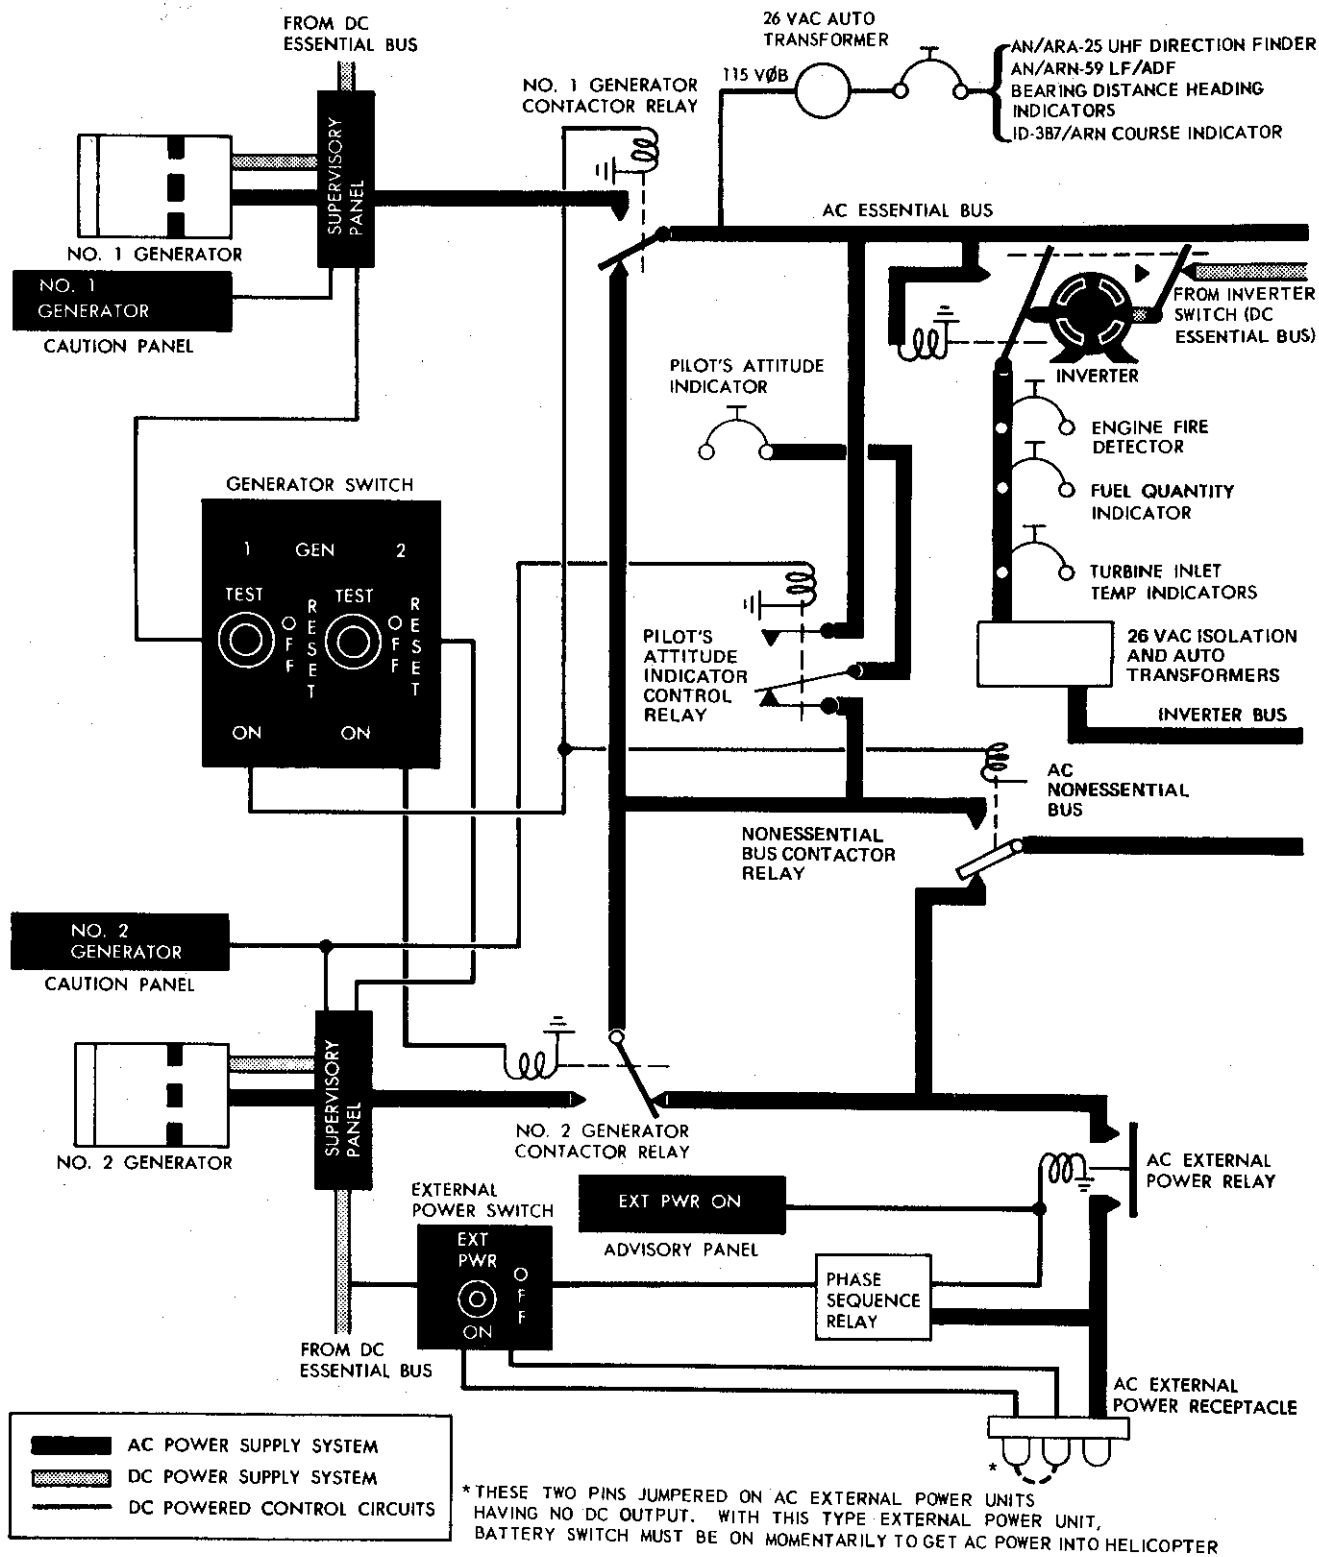 FROM DC
ESSENTIAL BUS
26 VAC AUTO
TRANSFORMER
AN/ARA-25 UHF DIRECTION FINDER
AN/ARN-59 LF/ADF
BEARING DISTANCE HEADING
INDICATORS
ID-387/ARN COURSE INDICATOR
115 VØB
NO. 1 GENERATOR
CONTACTOR RELAY
SUPERVISORY
PANEL
NO. 1 GENERATOR
NO. 1
GENERATOR
CAUTION PANEL
AC ESSENTIAL BUS
FROM INVERTER
SWITCH (DC
ESSENTIAL BUS)
INVERTER
PILOT'S ATTITUDE
INDICATOR
ENGINE FIRE
DETECTOR
FUEL QUANTITY
INDICATOR
TURBINE INLET
TEMP INDICATORS
GENERATOR SWITCH
1 GEN 2
TEST
OFF
RESET
TEST
OFF
RESET
ON
ON
PILOT'S
ATTITUDE
INDICATOR
CONTROL
RELAY
26 VAC ISOLATION
AND AUTO
TRANSFORMERS
INVERTER BUS
AC
NONESSENTIAL
BUS
NONESSENTIAL
BUS CONTACTOR
RELAY
NO. 2
GENERATOR
CAUTION PANEL
SUPERVISORY
PANEL
NO. 2 GENERATOR
NO. 2 GENERATOR
CONTACTOR RELAY
AC EXTERNAL
POWER RELAY
EXTERNAL
POWER SWITCH
EXT
PWR
OFF
ON
EXT PWR ON
ADVISORY PANEL
PHASE
SEQUENCE
RELAY
FROM DC
ESSENTIAL BUS
AC EXTERNAL
POWER RECEPTACLE
*
AC POWER SUPPLY SYSTEM
DC POWER SUPPLY SYSTEM
DC POWERED CONTROL CIRCUITS
* THESE TWO PINS JUMPERED ON AC EXTERNAL POWER UNITS
HAVING NO DC OUTPUT. WITH THIS TYPE EXTERNAL POWER UNIT,
BATTERY SWITCH MUST BE ON MOMENTARILY TO GET AC POWER INTO HELICOPTER